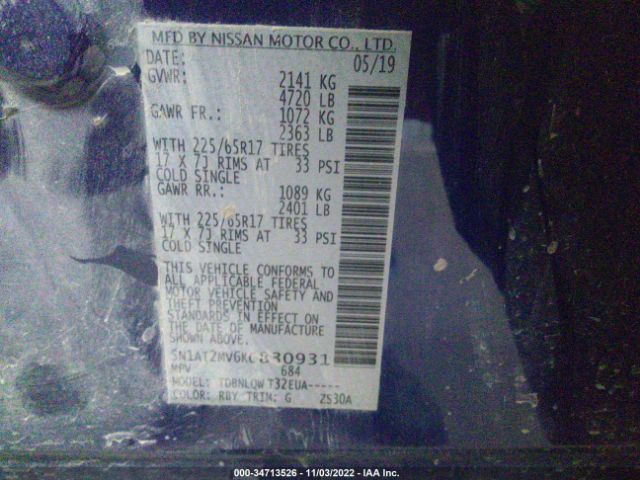 MFD BY NISSAN MOTOR CO., LTD.
DATE: 05/19
GVWR: 2141 KG
4720 LB
GAWR FR.: 1072 KG
2363 LB
WITH 225/65R17 TIRES
17 X 7J RIMS AT 33 PSI
COLD SINGLE
GAWR RR.: 1089 KG
2401 LB
WITH 225/65R17 TIRES
17 X 7J RIMS AT 33 PSI
COLD SINGLE
THIS VEHICLE CONFORMS TO
ALL APPLICABLE FEDERAL
MOTOR VEHICLE SAFETY AND
THEFT PREVENTION
STANDARDS IN EFFECT ON
THE DATE OF MANUFACTURE
SHOWN ABOVE.
5N1AT2MV6KC830931
MPV 684
MODEL: TDBNLQWT32EUA-----
COLOR: RBY TRIM: G ZS30A
000-34713526 - 11/03/2022 - IAA Inc.